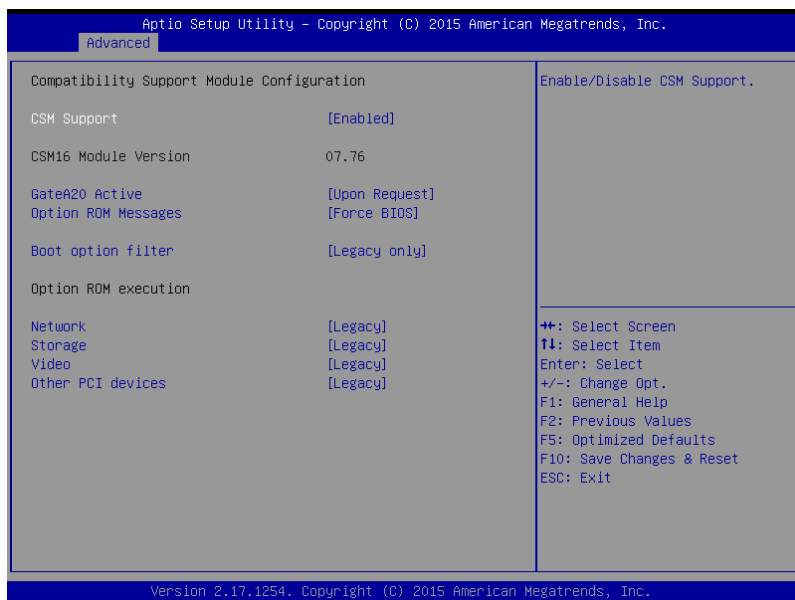 Aptio Setup Utility – Copyright (C) 2015 American Megatrends, Inc.
Advanced
Compatibility Support Module Configuration
CSM Support [Enabled]
CSM16 Module Version 07.76
GateA20 Active [Upon Request]
Option ROM Messages [Force BIOS]
Boot option filter [Legacy only]
Option ROM execution
Network [Legacy]
Storage [Legacy]
Video [Legacy]
Other PCI devices [Legacy]
Enable/Disable CSM Support.
→←: Select Screen
↑↓: Select Item
Enter: Select
+/-: Change Opt.
F1: General Help
F2: Previous Values
F5: Optimized Defaults
F10: Save Changes & Reset
ESC: Exit
Version 2.17.1254. Copyright (C) 2015 American Megatrends, Inc.